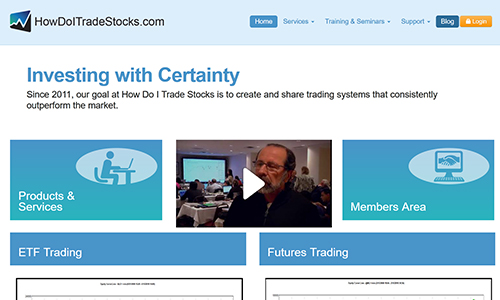 HowDoITradeStocks.com
Home Services Training & Seminars Support Blog Login
Investing with Certainty
Since 2011, our goal at How Do I Trade Stocks is to create and share trading systems that consistently
outperform the market.
Products &
Services
Members Area
ETF Trading
Futures Trading